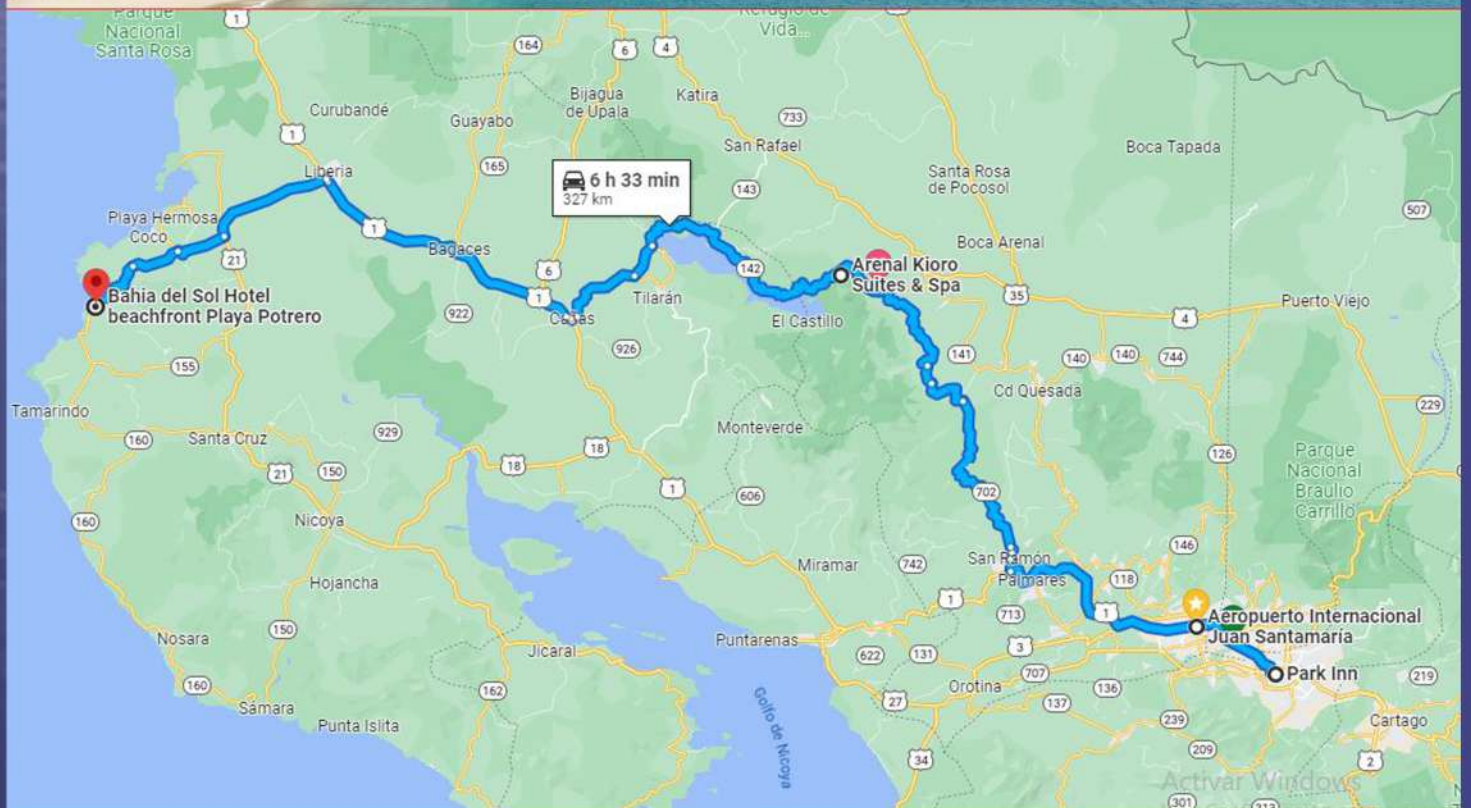 Parque
Nacional
Santa Rosa
1
164
6
4
Refugio de
Vida...
Curubandé
Bijagua
de Upala
Katira
Guayabo
733
1
San Rafael
Boca Tapada
165
Liberia
6 h 33 min
327 km
143
Santa Rosa
de Pocosol
507
Playa Hermosa
Coco
1
Bagaces
21
6
142
Boca Arenal
Arenal Kioro
Suites & Spa
Bahia del Sol Hotel
beachfront Playa Potrero
1
Tilarán
35
Puerto Viejo
922
Cañas
El Castillo
4
926
155
141
140
140
744
Cd Quesada
Tamarindo
229
160
Santa Cruz
929
Monteverde
18
21
150
18
126
Parque
Nacional
Braulio
Carrillo
1
606
702
160
Nicoya
146
San Ramón
Palmares
Miramar
742
118
Hojancha
1
713
1
Aeropuerto Internacional
Juan Santamaría
150
Nosara
Jicaral
Puntarenas
622
131
3
707
Park Inn
219
160
162
Orotina
136
Sámara
27
137
Punta Islita
Golfo de Nicoya
239
Cartago
209
34
2
Activar Windows
301
313